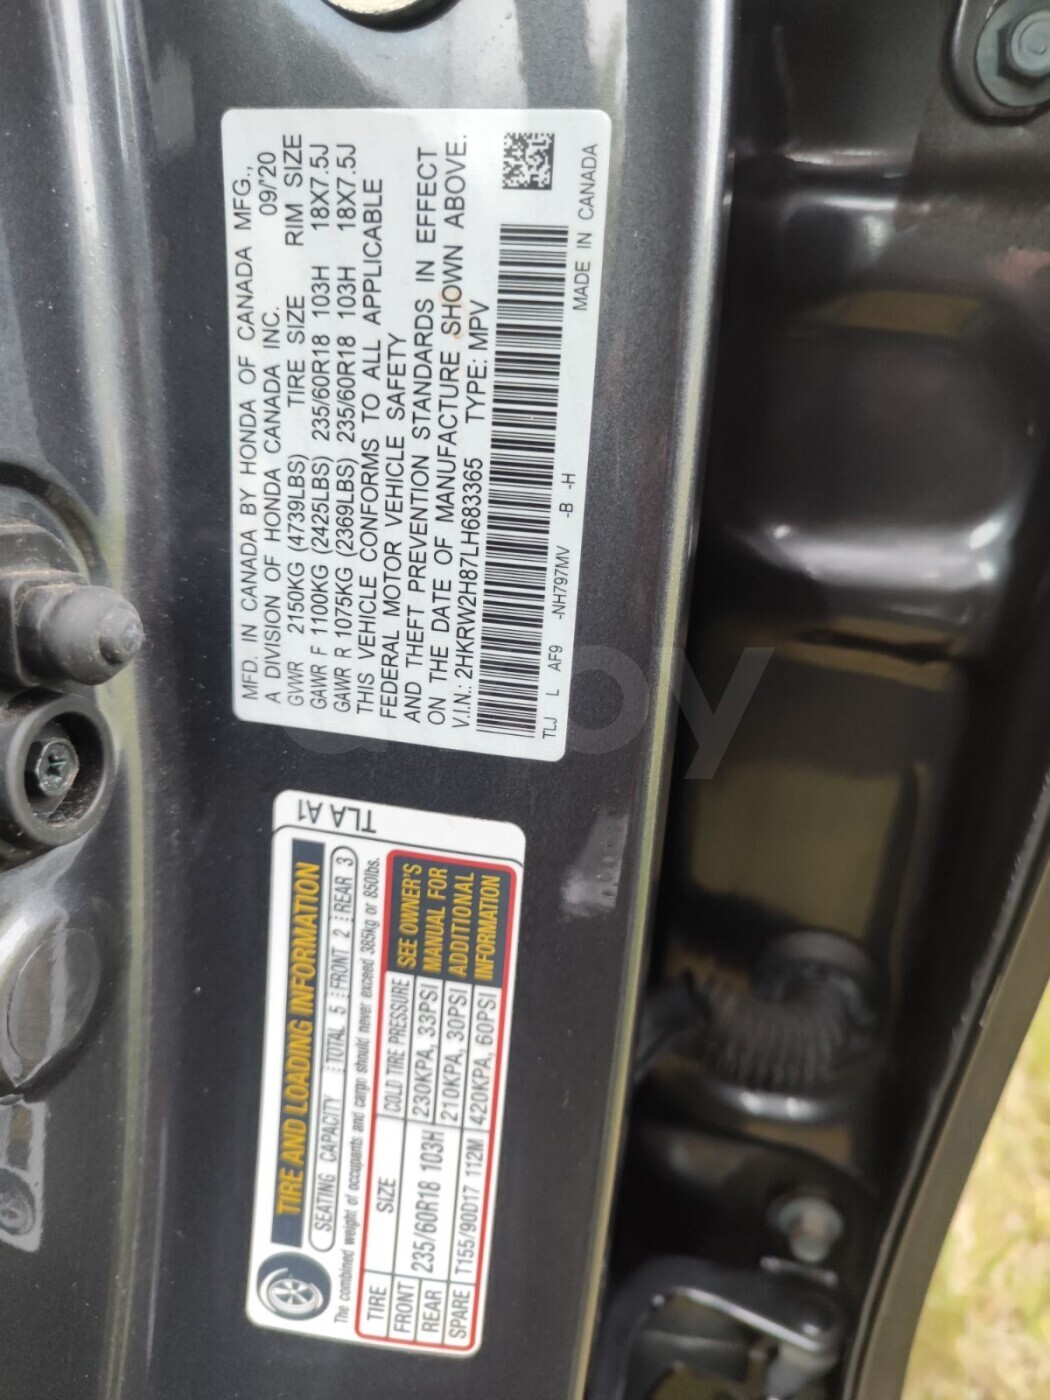 MFD. IN CANADA BY HONDA OF CANADA MFG.,
A DIVISION OF HONDA CANADA INC. 09/'20
GVWR 2150KG (4739LBS) TIRE SIZE RIM SIZE
GAWR F 1100KG (2425LBS) 235/60R18 103H 18X7.5J
GAWR R 1075KG (2369LBS) 235/60R18 103H 18X7.5J
THIS VEHICLE CONFORMS TO ALL APPLICABLE
FEDERAL MOTOR VEHICLE SAFETY
AND THEFT PREVENTION STANDARDS IN EFFECT
ON THE DATE OF MANUFACTURE SHOWN ABOVE.
V.I.N.: 2HKRW2H87LH683365 TYPE: MPV
TLJ L AF9 -NH797MV -B -H
MADE IN CANADA
TLA A1
TIRE AND LOADING INFORMATION
SEATING CAPACITY TOTAL 5 FRONT 2 REAR 3
The combined weight of occupants and cargo should never exceed 385kg or 850lbs.
TIRE SIZE COLD TIRE PRESSURE
FRONT 235/60R18 103H 230KPA, 33PSI
REAR 210KPA, 30PSI
SPARE T155/90D17 112M 420KPA, 60PSI
SEE OWNER'S
MANUAL FOR
ADDITIONAL
INFORMATION